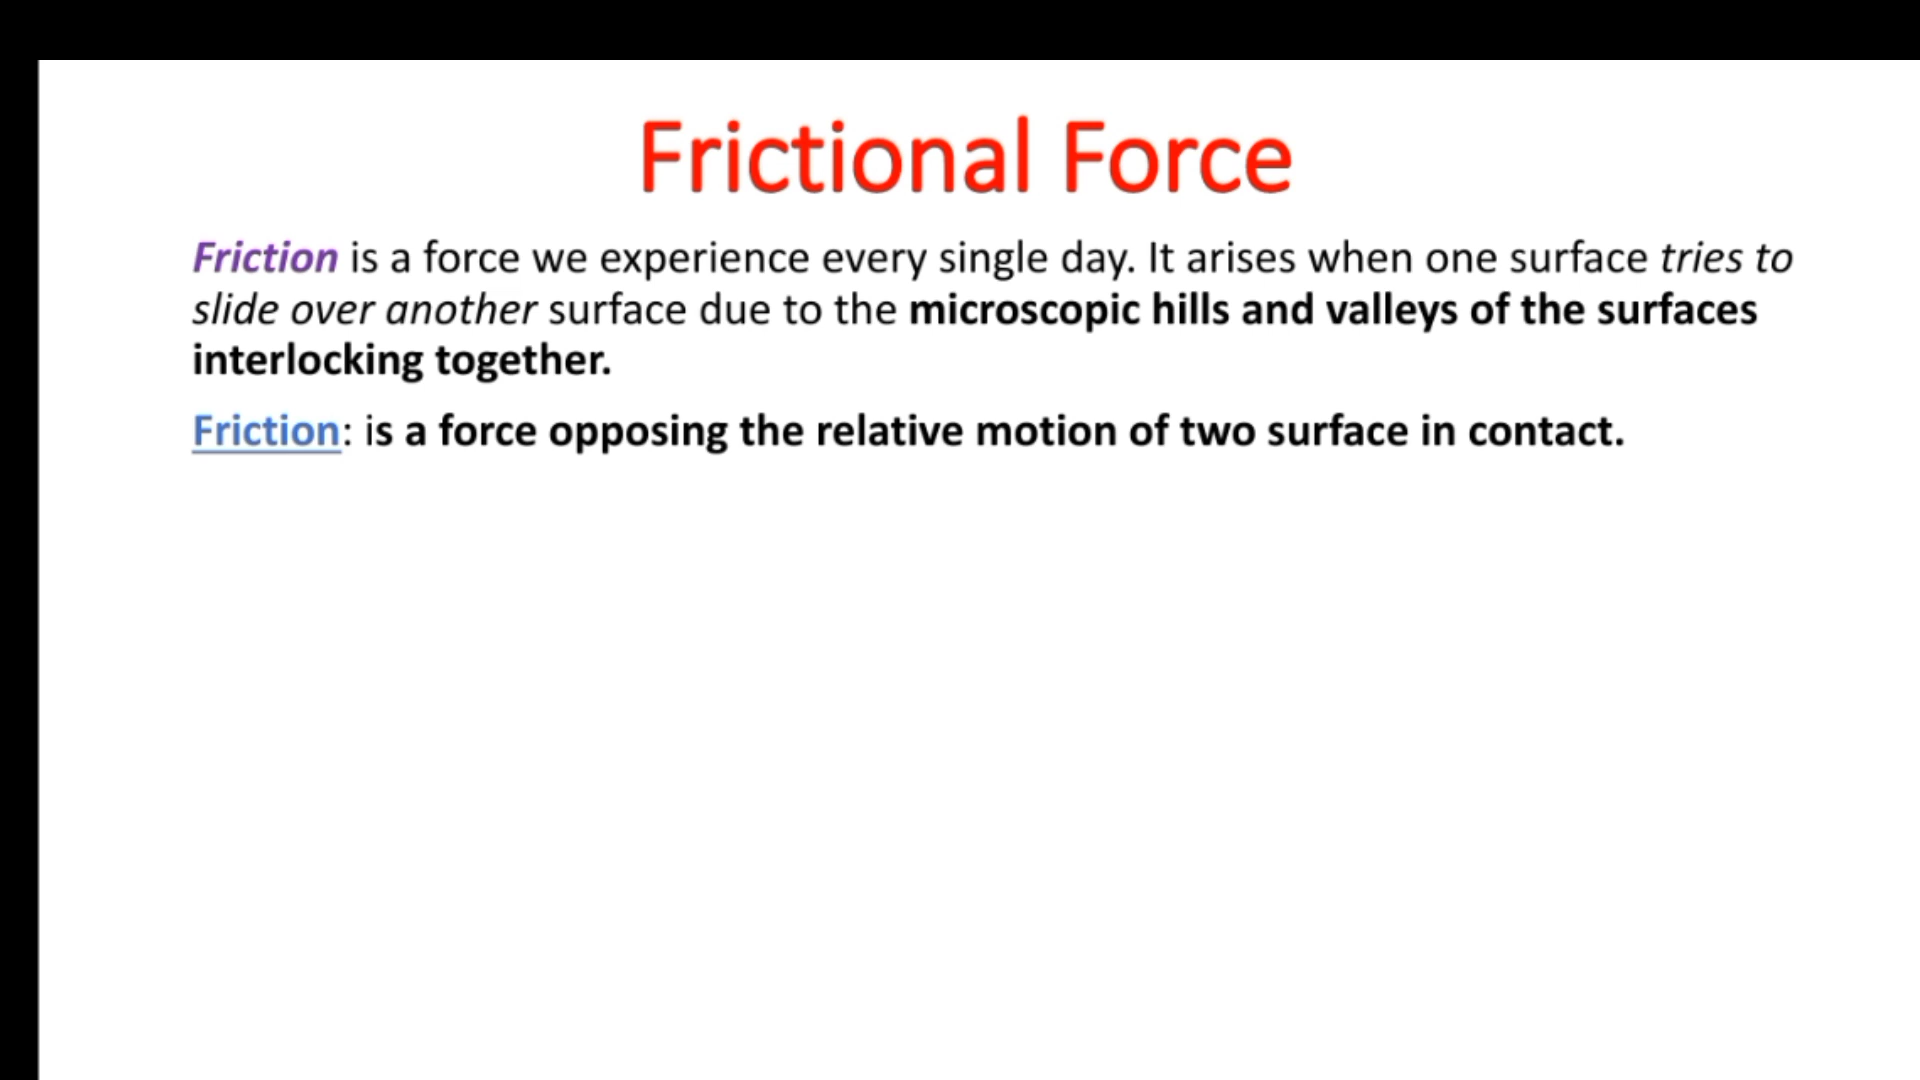 Frictional Force
Friction is a force we experience every single day. It arises when one surface tries to
slide over another surface due to the microscopic hills and valleys of the surfaces
interlocking together.
Friction: is a force opposing the relative motion of two surface in contact.